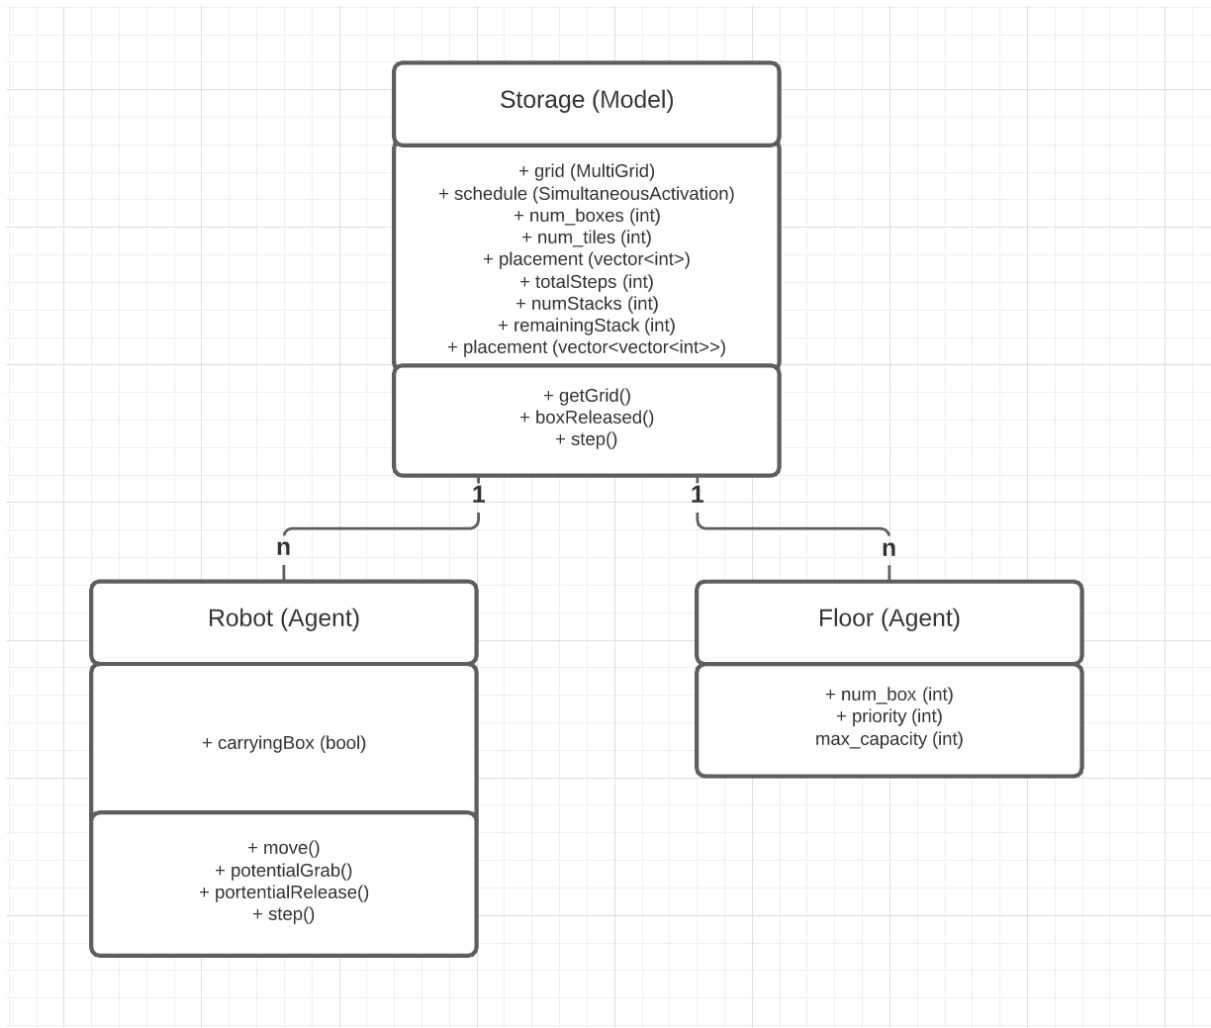 Storage (Model)
+ grid (MultiGrid)
+ schedule (SimultaneousActivation)
+ num_boxes (int)
+ num_tiles (int)
+ placement (vector<int>)
+ totalSteps (int)
+ numStacks (int)
+ remainingStack (int)
+ placement (vector<vector<int>>)
+ getGrid()
+ boxReleased()
+ step()
1
1
n
n
Robot (Agent)
+ carryingBox (bool)
+ move()
+ potentialGrab()
+ portentialRelease()
+ step()
Floor (Agent)
+ num_box (int)
+ priority (int)
max_capacity (int)